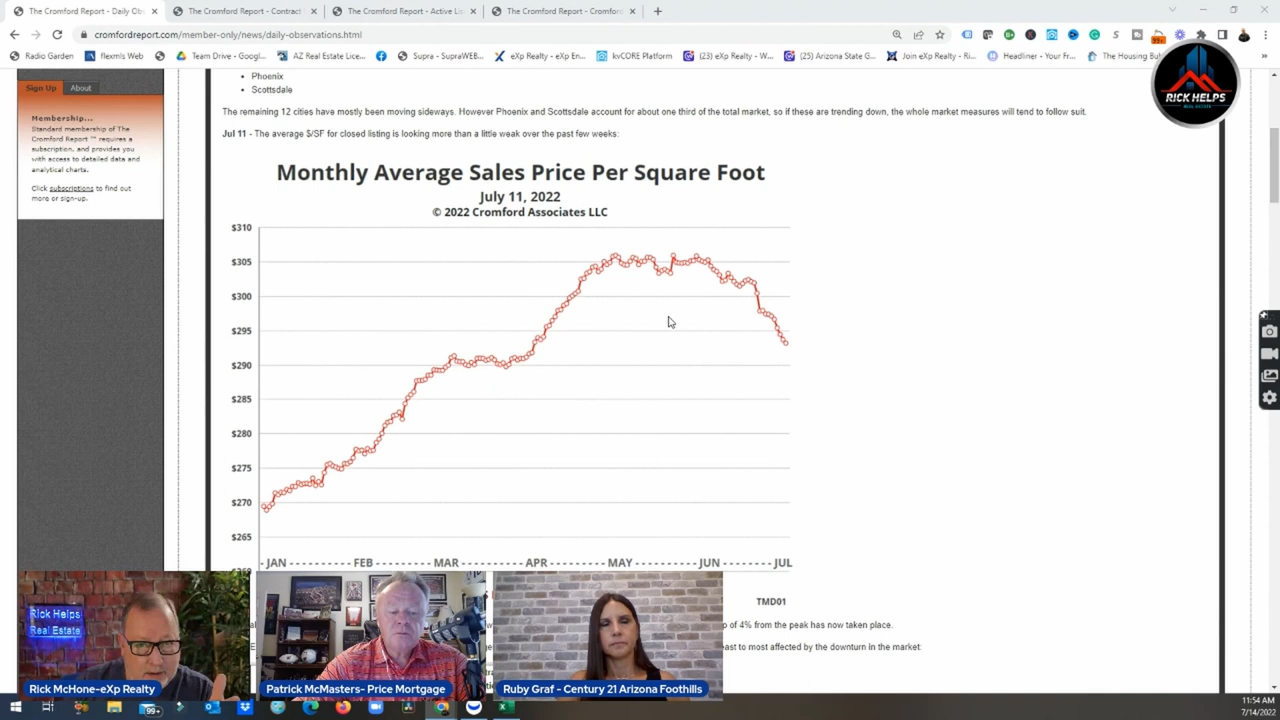 The Cromford Report - Daily Obs
The Cromford Report - Contract
The Cromford Report - Active Li
The Cromford Report - Cromfor
cromfordreport.com/member-only/news/daily-observations.html
Radio Garden
flexmls Web
Team Drive - Googl...
AZ Real Estate Lice...
Supra - SupraWEB...
eXp Realty - eXp En...
kvCORE Platform
(23) eXp Realty - W...
(25) Arizona State G...
Join eXp Realty - Ri...
Headliner - Your Fr...
The Housing Bu
RICK HELPS
REAL ESTATE
Sign Up
About
Membership...
Standard membership of The
Cromford Report ™ requires a
subscription, and provides you
with access to detailed data and
analytical charts.
Click subscriptions to find out
more or sign-up.
• Phoenix
• Scottsdale
The remaining 12 cities have mostly been moving sideways. However Phoenix and Scottsdale account for about one third of the total market, so if these are trending down, the whole market measures will tend to follow suit.
Jul 11 - The average $/SF for closed listing is looking more than a little weak over the past few weeks:
Monthly Average Sales Price Per Square Foot
July 11, 2022
© 2022 Cromford Associates LLC
$310
$305
$300
$295
$290
$285
$280
$275
$270
$265
JAN
FEB
MAR
APR
MAY
JUN
JUL
TMD01
p of 4% from the peak has now taken place.
east to most affected by the downturn in the market:
Rick Helps
Real Estate
Rick McHone-eXp Realty
Patrick McMasters- Price Mortgage
Ruby Graf - Century 21 Arizona Foothills
99+
11:54 AM
7/14/2022